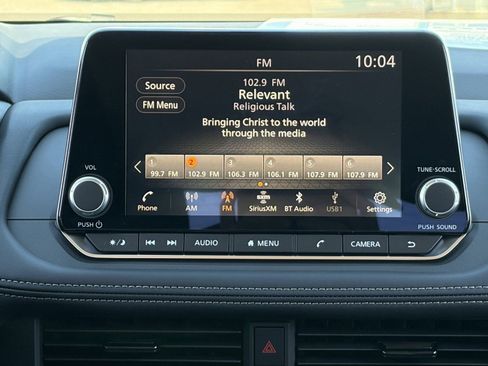 FM
10:04
Source
FM Menu
102.9 FM
Relevant
Religious Talk
Bringing Christ to the world
through the media
1 2 3 4 5 6
99.7 FM 102.9 FM 106.3 FM 106.1 FM 107.9 FM 107.9 FM
Phone AM FM SiriusXM BT Audio USB1 Settings
VOL
PUSH
TUNE·SCROLL
PUSH SOUND
AUDIO MENU CAMERA